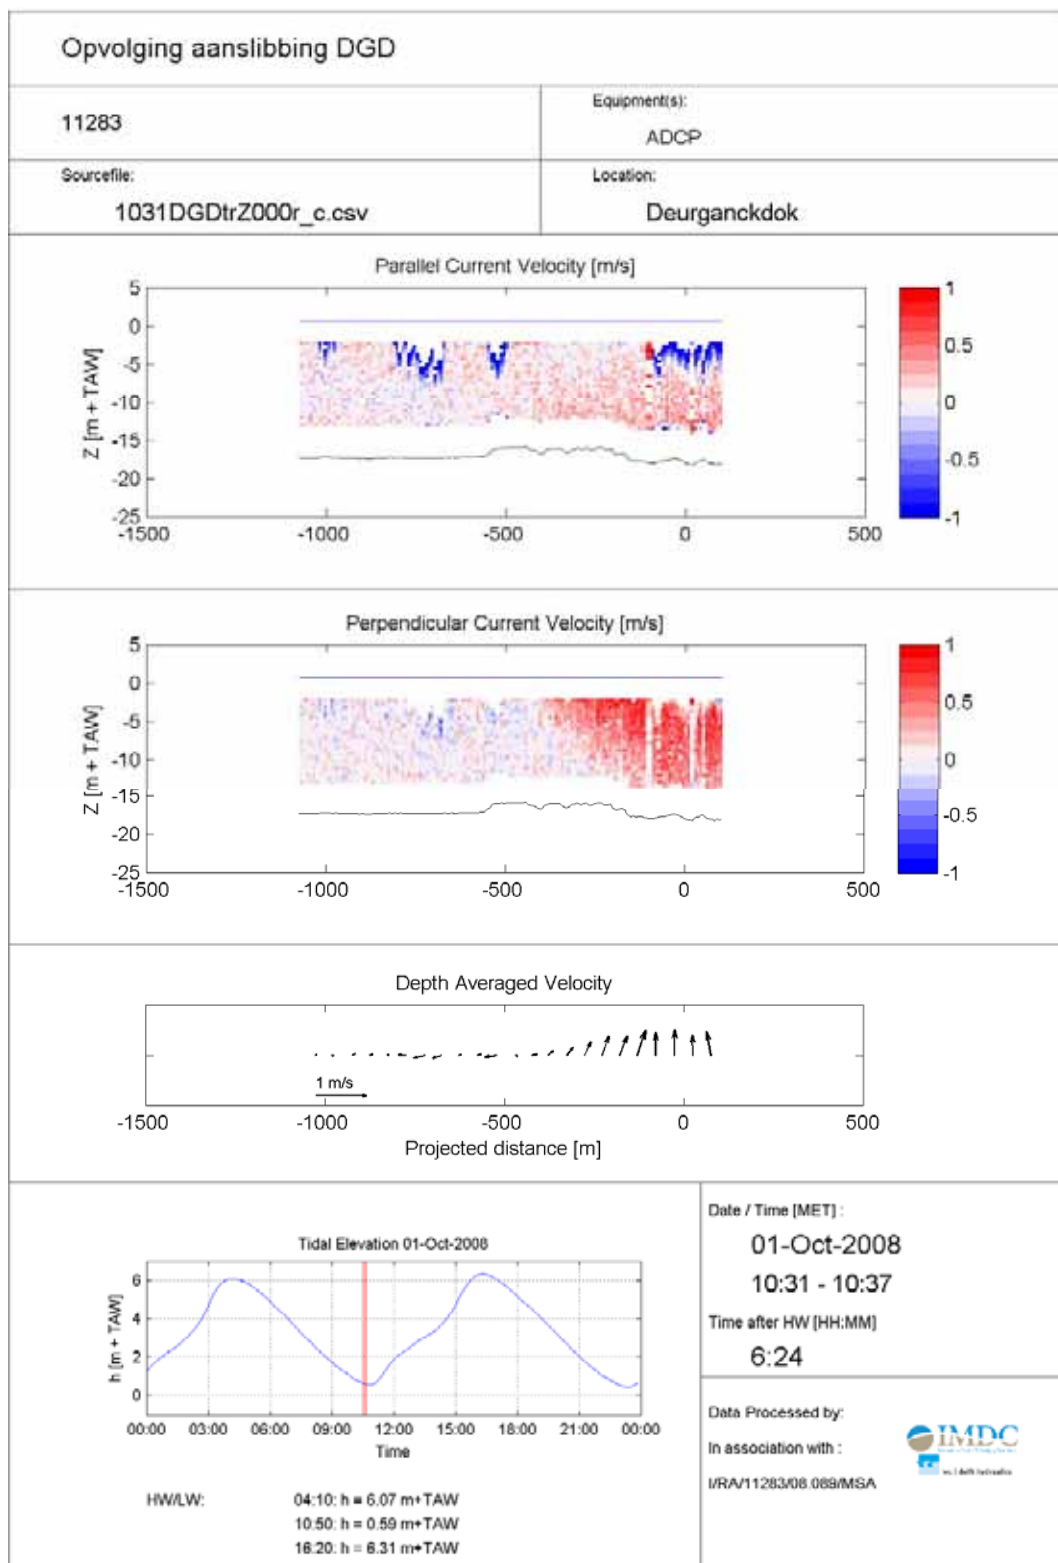 Opvolging aanslibbing DGD
11283
Equipment(s):
ADCP
Sourcefile:
1031DGDtrZ000r_c.csv
Location:
Deurganckdok
Parallel Current Velocity [m/s]
Z [m + TAW]
5
0
-5
-10
-15
-20
-25
-1500 -1000 -500 0 500
1
0.5
0
-0.5
-1
Perpendicular Current Velocity [m/s]
Z [m + TAW]
5
0
-5
-10
-15
-20
-25
-1500 -1000 -500 0 500
1
0.5
0
-0.5
-1
Depth Averaged Velocity
1 m/s
-1500 -1000 -500 0 500
Projected distance [m]
Tidal Elevation 01-Oct-2008
h [m + TAW]
6
4
2
0
00:00 03:00 06:00 09:00 12:00 15:00 18:00 21:00 00:00
Time
HW/LW:
04:10: h = 6.07 m+TAW
10:50: h = 0.59 m+TAW
16:20: h = 6.31 m+TAW
Date / Time [MET] :
01-Oct-2008
10:31 - 10:37
Time after HW [HH:MM]
6:24
Data Processed by:
In association with :
I/RA/11283/08.089/MSA
IMDC
wl | delft hydraulics